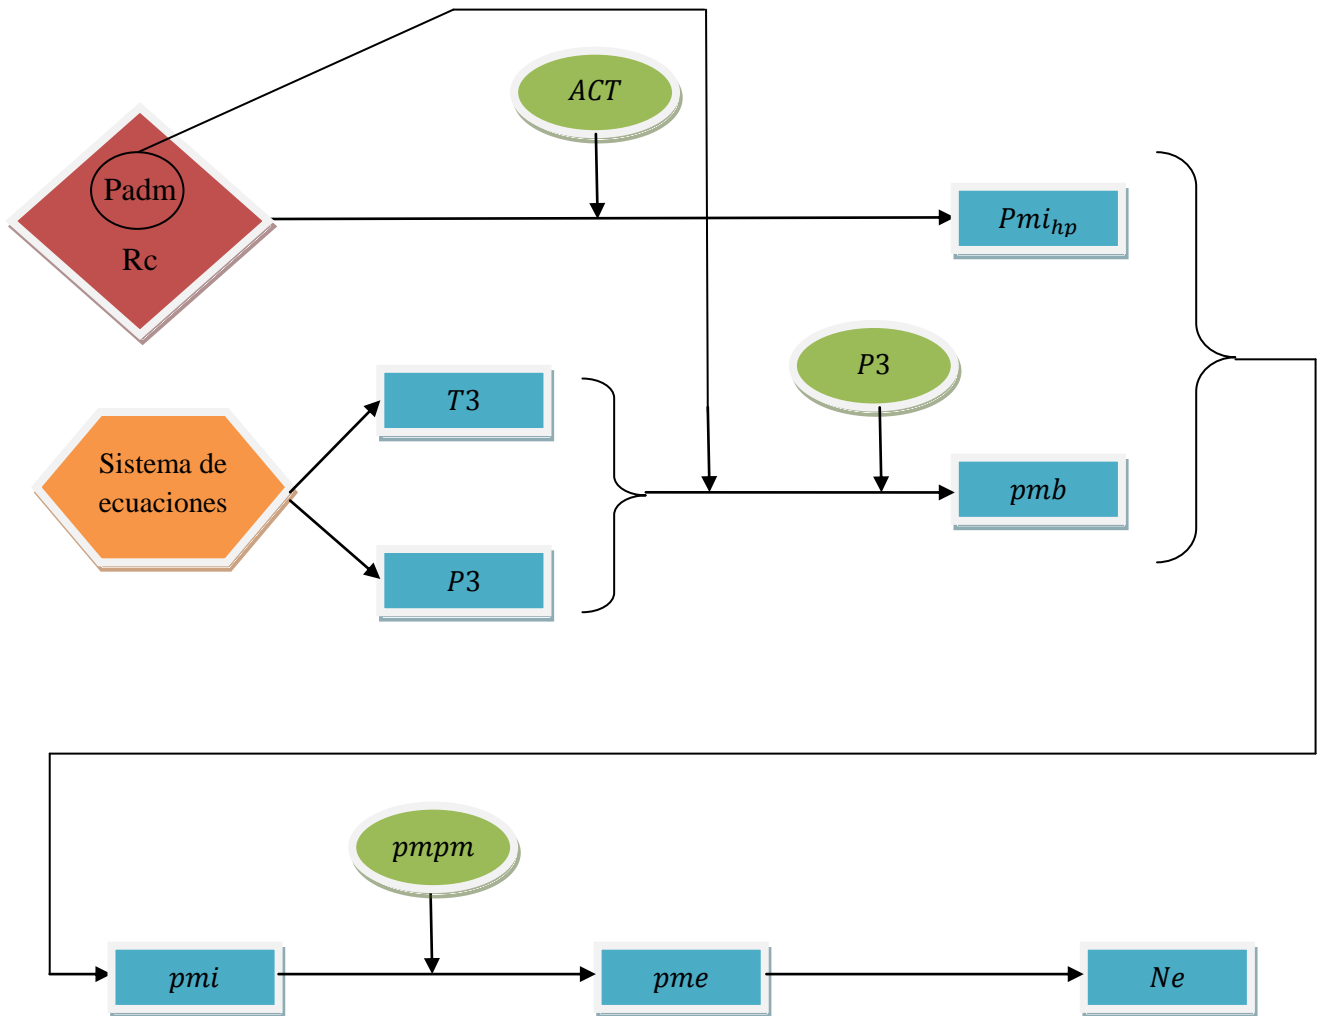 ACT
Padm
Rc
Pmi_hp
P3
T3
Sistema de
ecuaciones
pmb
P3
pmpm
pmi
pme
Ne